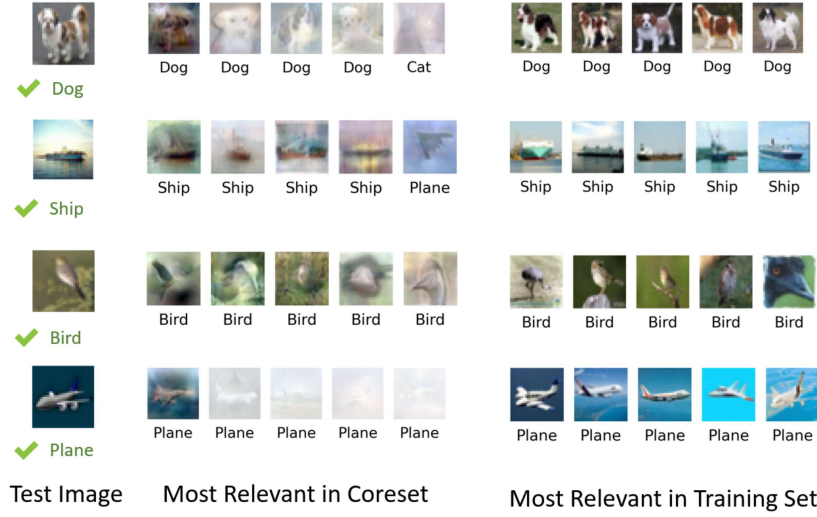 Dog Dog Dog Dog Cat Dog Dog Dog Dog Dog
Dog
Ship Ship Ship Ship Plane Ship Ship Ship Ship Ship
Ship
Bird Bird Bird Bird Bird Bird Bird Bird Bird Bird
Bird
Plane Plane Plane Plane Plane Plane Plane Plane Plane Plane
Plane
Test Image Most Relevant in Coreset Most Relevant in Training Set